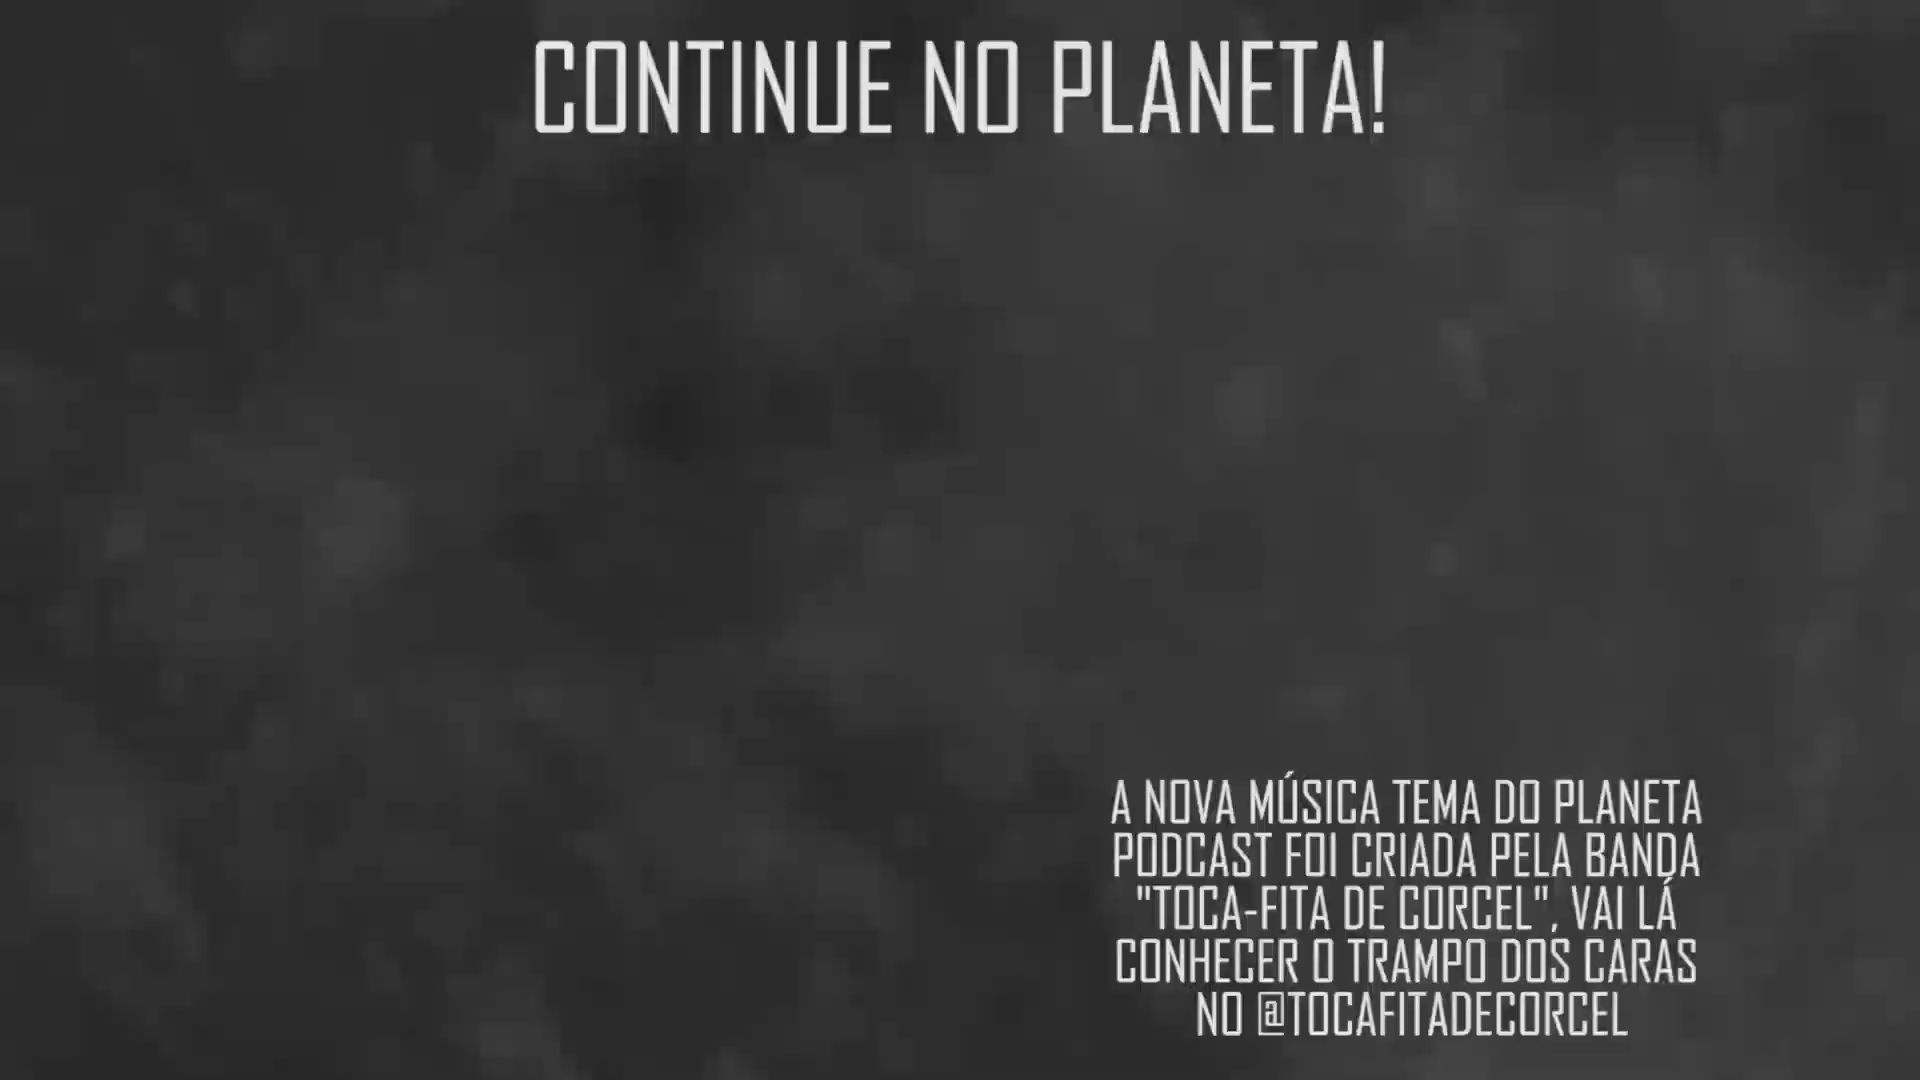 CONTINUE NO PLANETA!
A NOVA MÚSICA TEMA DO PLANETA
PODCAST FOI CRIADA PELA BANDA
"TOCA-FITA DE CORCEL", VAI LÁ
CONHECER O TRAMPO DOS CARAS
NO @TOCAFITADECORCEL